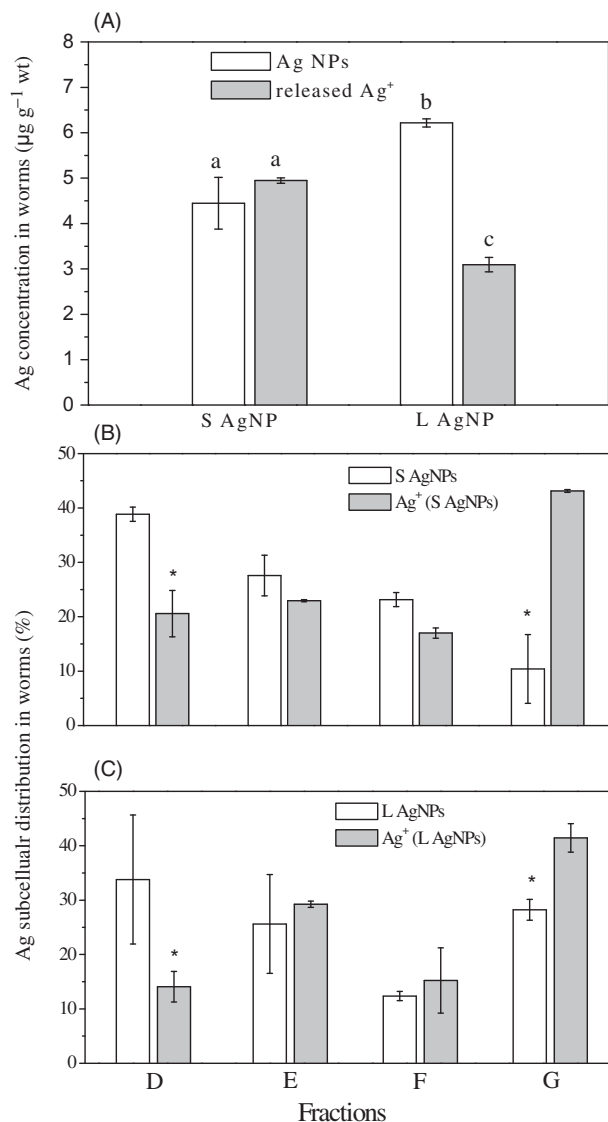 (A)
8
7
6
5
4
3
2
1
0
Ag concentration in worms (µg g⁻¹ wt)
Ag NPs
released Ag⁺
a
a
b
c
S AgNP
L AgNP
(B)
50
40
30
20
10
0
S AgNPs
Ag⁺ (S AgNPs)
*
*
Ag subcellualr distribution in worms (%)
(C)
50
40
30
20
10
0
L AgNPs
Ag⁺ (L AgNPs)
*
*
D
E
F
G
Fractions